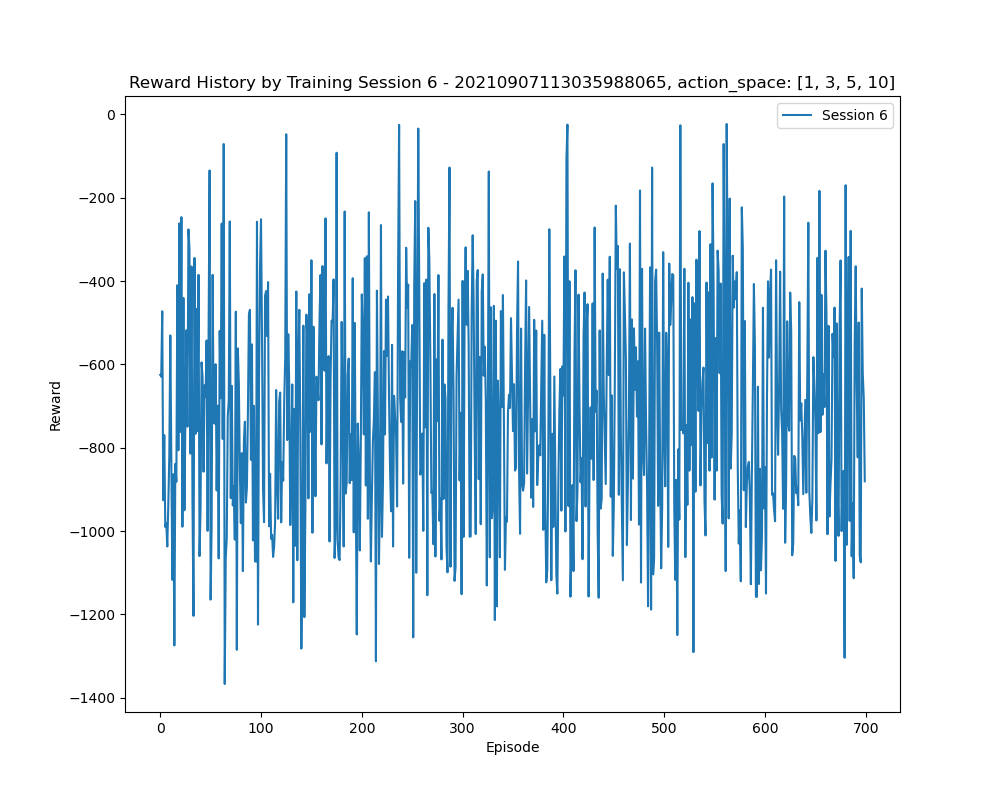 Reward History by Training Session 6 - 20210907113035988065, action_space: [1, 3, 5, 10]
Session 6
0
−200
−400
−600
−800
−1000
−1200
−1400
Reward
0 100 200 300 400 500 600 700
Episode